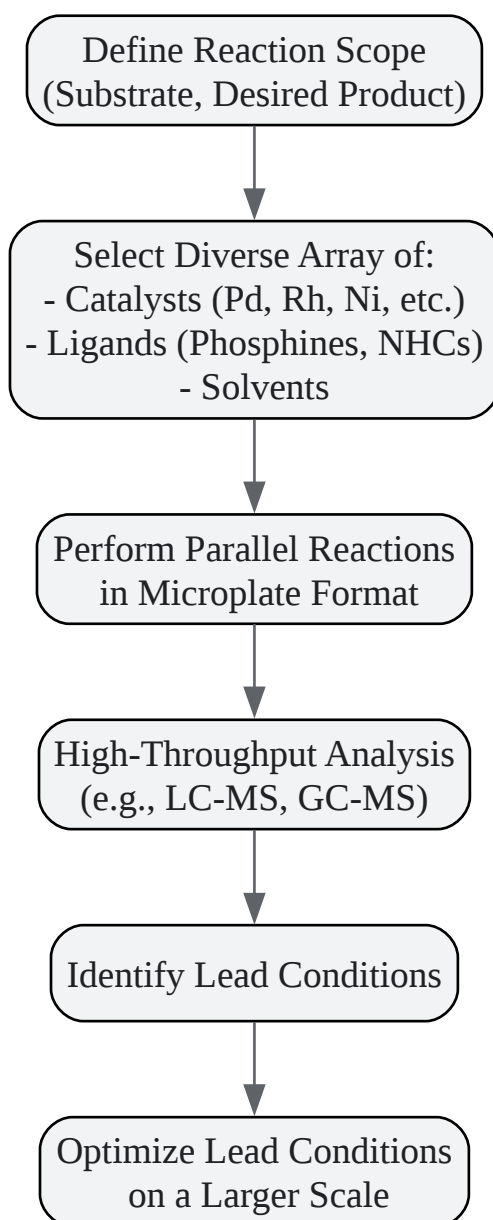 Define Reaction Scope
(Substrate, Desired Product)
Select Diverse Array of:
- Catalysts (Pd, Rh, Ni, etc.)
- Ligands (Phosphines, NHCs)
- Solvents
Perform Parallel Reactions
in Microplate Format
High-Throughput Analysis
(e.g., LC-MS, GC-MS)
Identify Lead Conditions
Optimize Lead Conditions
on a Larger Scale